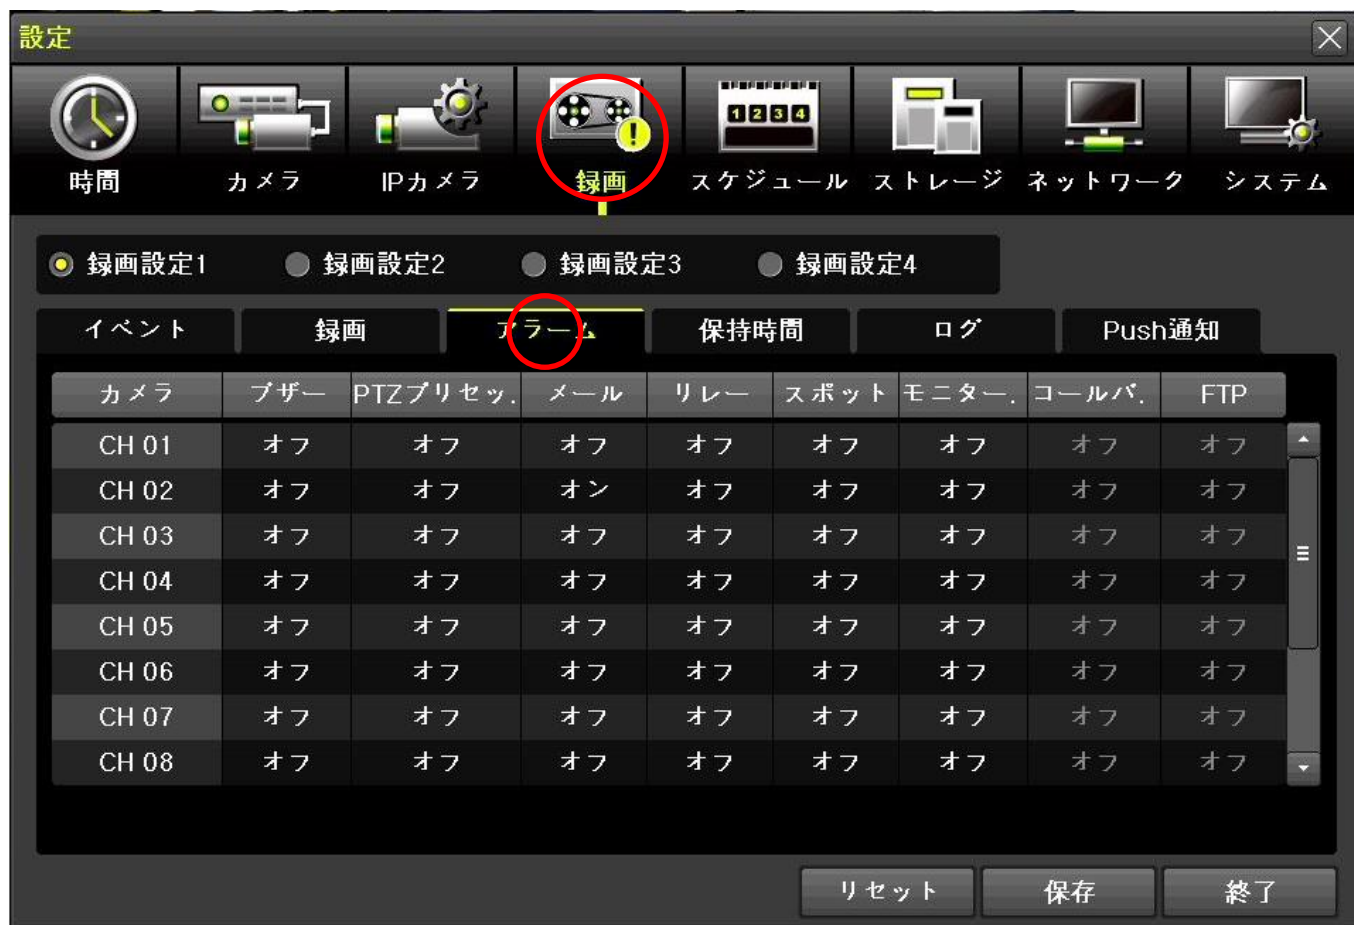 設定
1 2 3 4
時間 カメラ IPカメラ 録画 スケジュール ストレージ ネットワーク システム
録画設定1 録画設定2 録画設定3 録画設定4
イベント 録画 アラーム 保持時間 ログ Push通知
カメラ ブザー PTZプリセッ. メール リレー スポット モニター. コールバ. FTP
CH 01 オフ オフ オフ オフ オフ オフ オフ オフ
CH 02 オフ オフ オン オフ オフ オフ オフ オフ
CH 03 オフ オフ オフ オフ オフ オフ オフ オフ
CH 04 オフ オフ オフ オフ オフ オフ オフ オフ
CH 05 オフ オフ オフ オフ オフ オフ オフ オフ
CH 06 オフ オフ オフ オフ オフ オフ オフ オフ
CH 07 オフ オフ オフ オフ オフ オフ オフ オフ
CH 08 オフ オフ オフ オフ オフ オフ オフ オフ
リセット 保存 終了